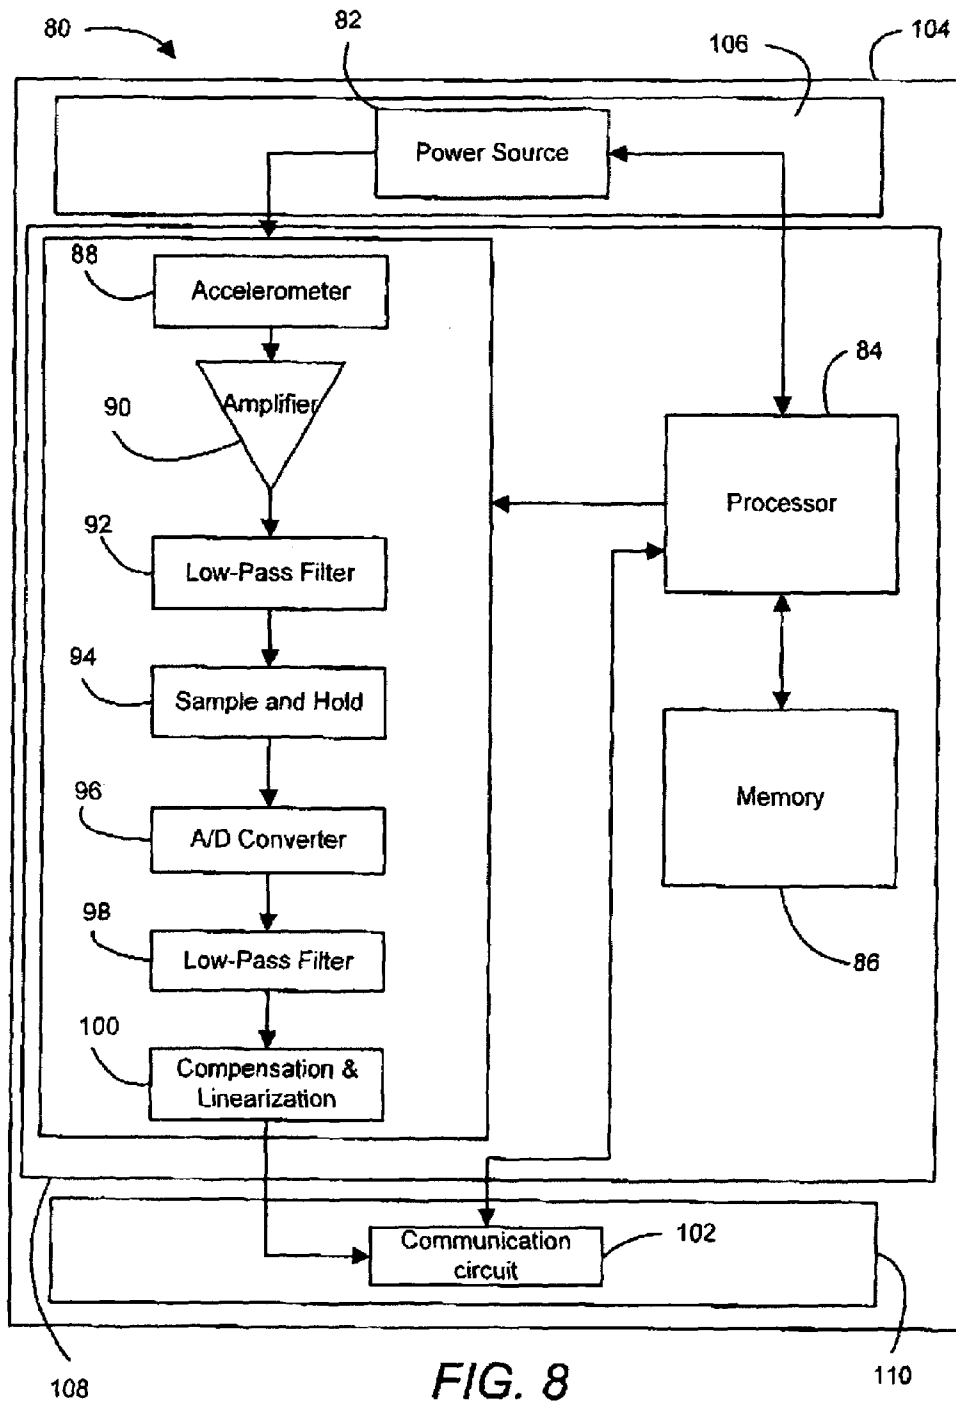 80
82
106
104
Power Source
88
Accelerometer
84
90
Amplifier
Processor
92
Low-Pass Filter
94
Sample and Hold
96
A/D Converter
Memory
98
Low-Pass Filter
86
100
Compensation &
Linearization
Communication
circuit
102
108
FIG. 8
110